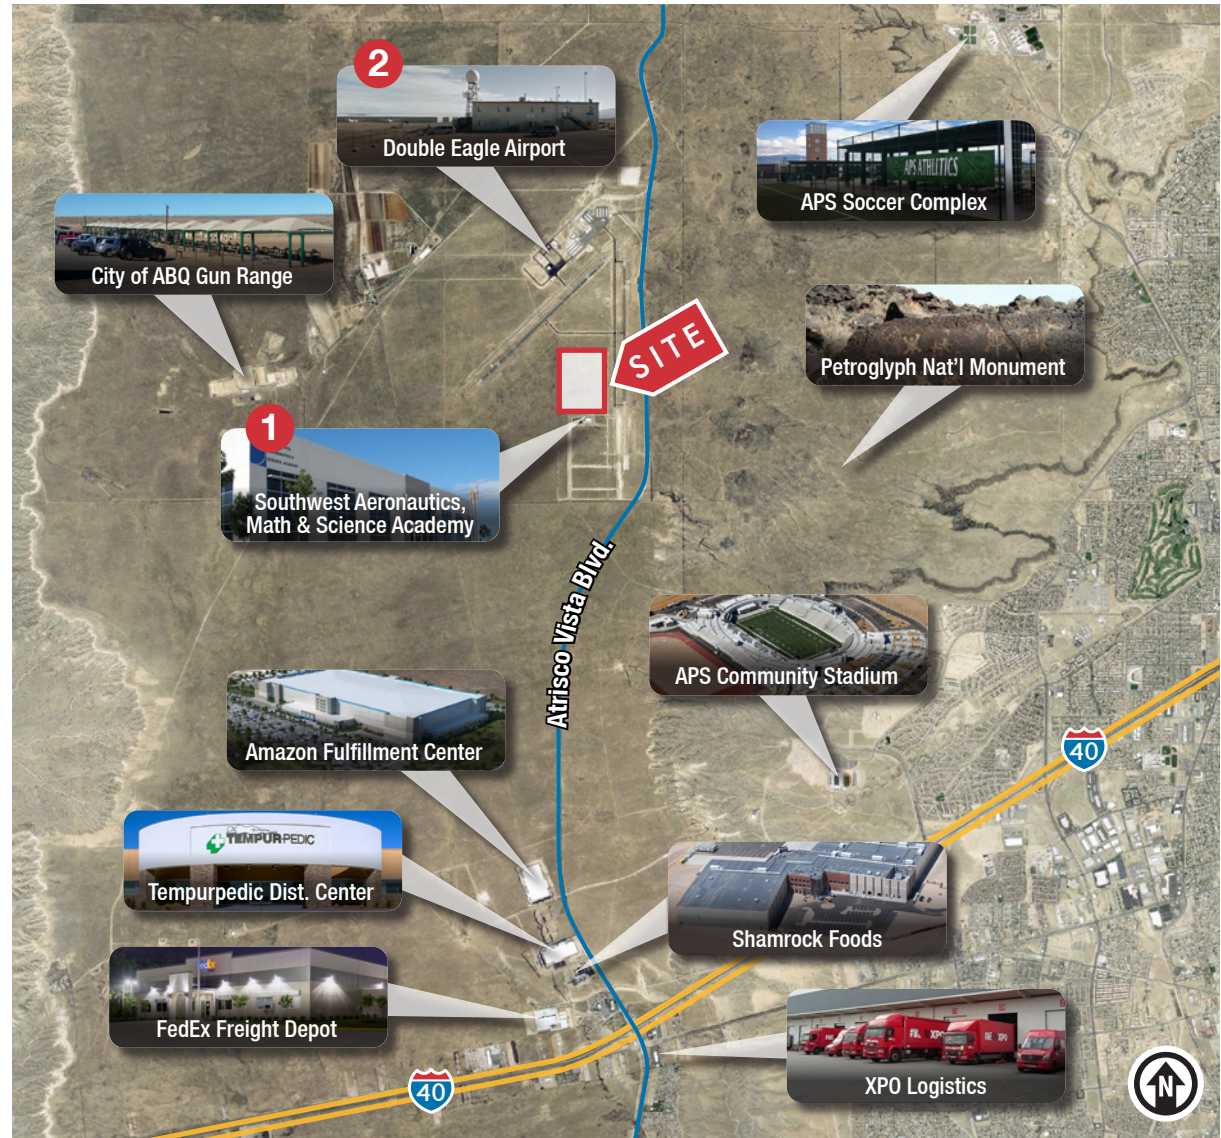 2
Double Eagle Airport
APS ATHLITICS
APS Soccer Complex
City of ABQ Gun Range
SITE
Petroglyph Nat'l Monument
1
Southwest Aeronautics,
Math & Science Academy
Atrisco Vista Blvd.
APS Community Stadium
Amazon Fulfillment Center
40
TEMPUR-PEDIC
Tempurpedic Dist. Center
Shamrock Foods
FedEx
FedEx Freight Depot
XPO
XPO Logistics
40
N